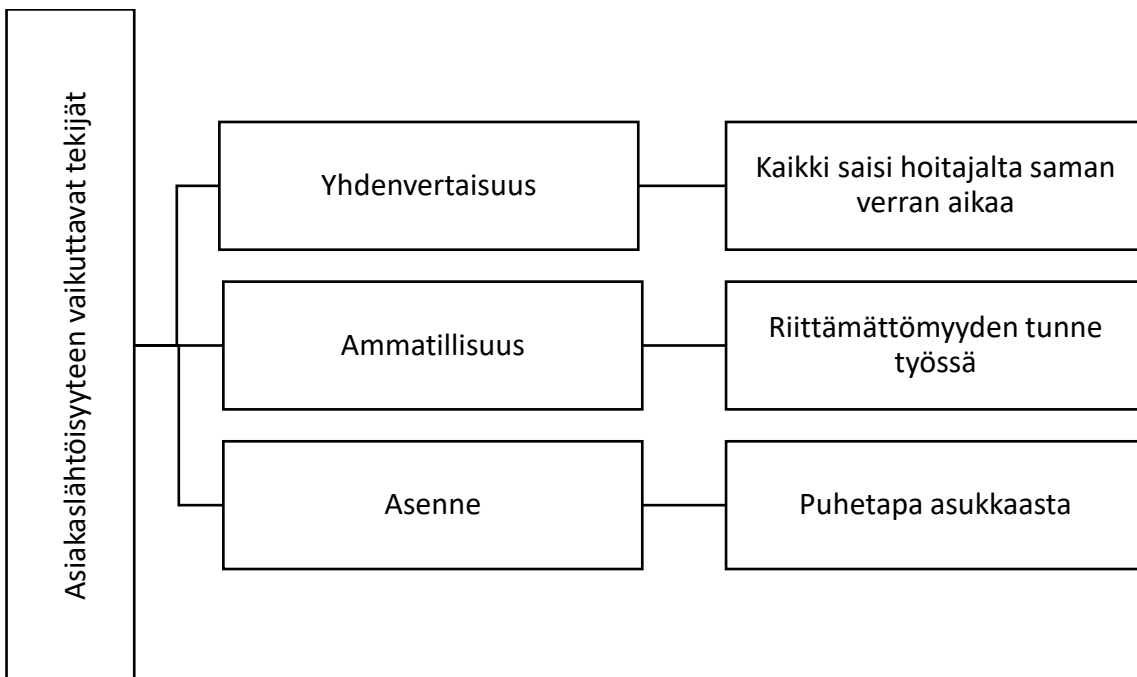 Asiakaslähtöisyyteen vaikuttavat tekijät
Yhdenvertaisuus
Kaikki saisi hoitajalta saman
verran aikaa
Ammatillisuus
Riittämättömyyden tunne
työssä
Asenne
Puhetapa asukkaasta